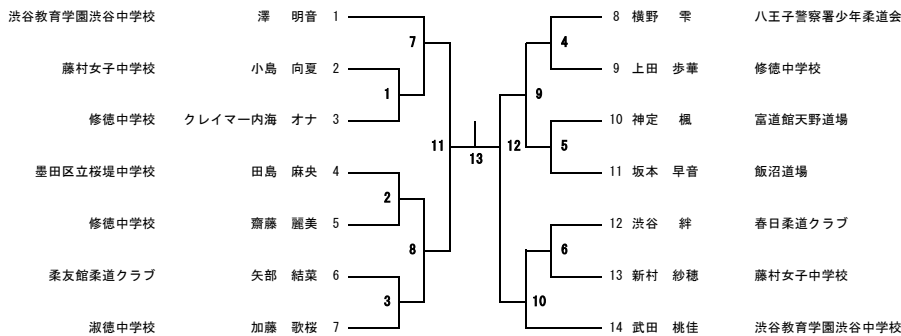 渋谷教育学園渋谷中学校 澤 明音 1
藤村女子中学校 小島 向夏 2
修徳中学校 クレイマー内海 オナ 3
墨田区立桜堤中学校 田島 麻央 4
修徳中学校 齋藤 麗美 5
柔友館柔道クラブ 矢部 結菜 6
淑徳中学校 加藤 歌桜 7
7
1
11
2
8
3
13
8 横野 雫 八王子警察署少年柔道会
9 上田 歩華 修徳中学校
10 神定 楓 富道館天野道場
11 坂本 早音 飯沼道場
12 渋谷 絆 春日柔道クラブ
13 新村 紗穂 藤村女子中学校
14 武田 桃佳 渋谷教育学園渋谷中学校
4
9
12
5
6
10